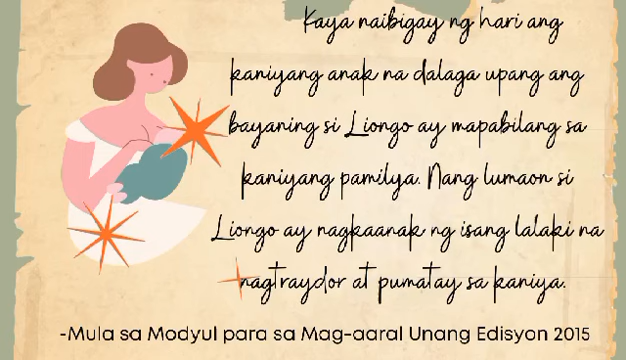 Kaya naibigay ng hari ang
kaniyang anak na dalaga upang ang
bayaning si Liongo ay mapabilang sa
kaniyang pamilya. Nang lumaon si
Liongo ay nagkaanak ng isang lalaki na
nagtraydor at pumatay sa kaniya.
-Mula sa Modyul para sa Mag-aaral Unang Edisyon 2015